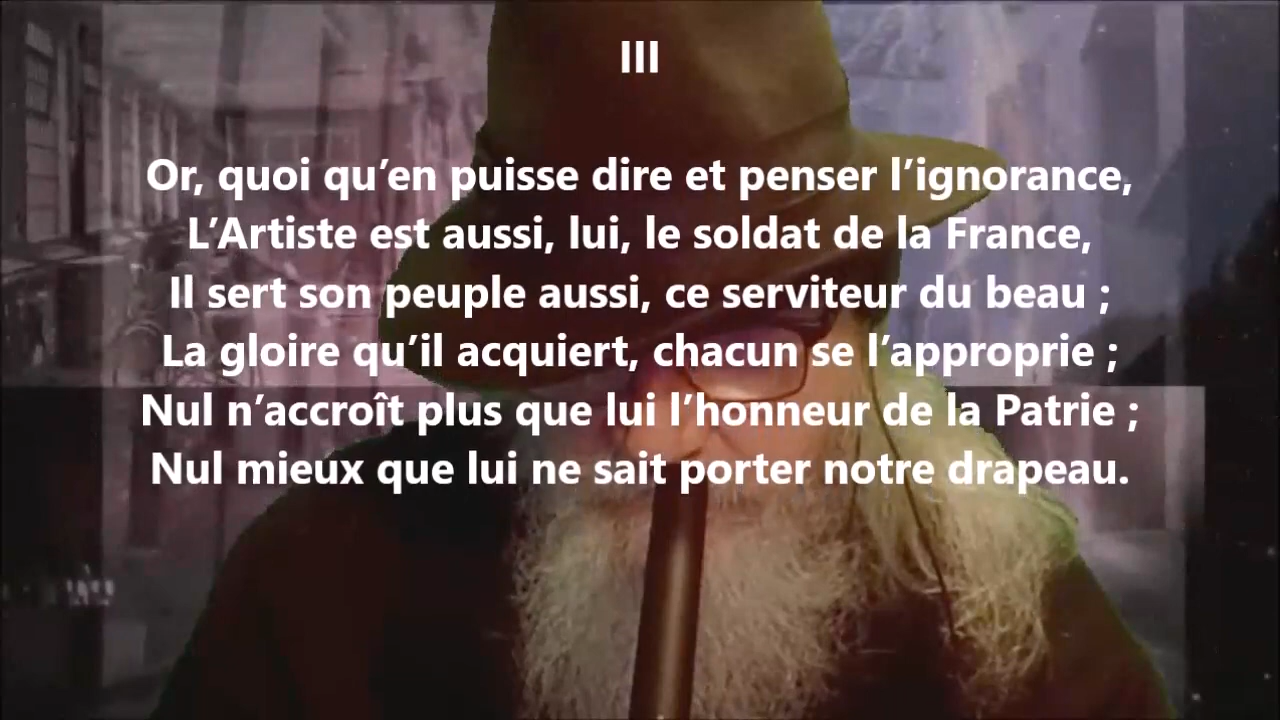 III
Or, quoi qu’en puisse dire et penser l’ignorance,
L’Artiste est aussi, lui, le soldat de la France,
Il sert son peuple aussi, ce serviteur du beau ;
La gloire qu’il acquiert, chacun se l’approprie ;
Nul n’accroît plus que lui l’honneur de la Patrie ;
Nul mieux que lui ne sait porter notre drapeau.